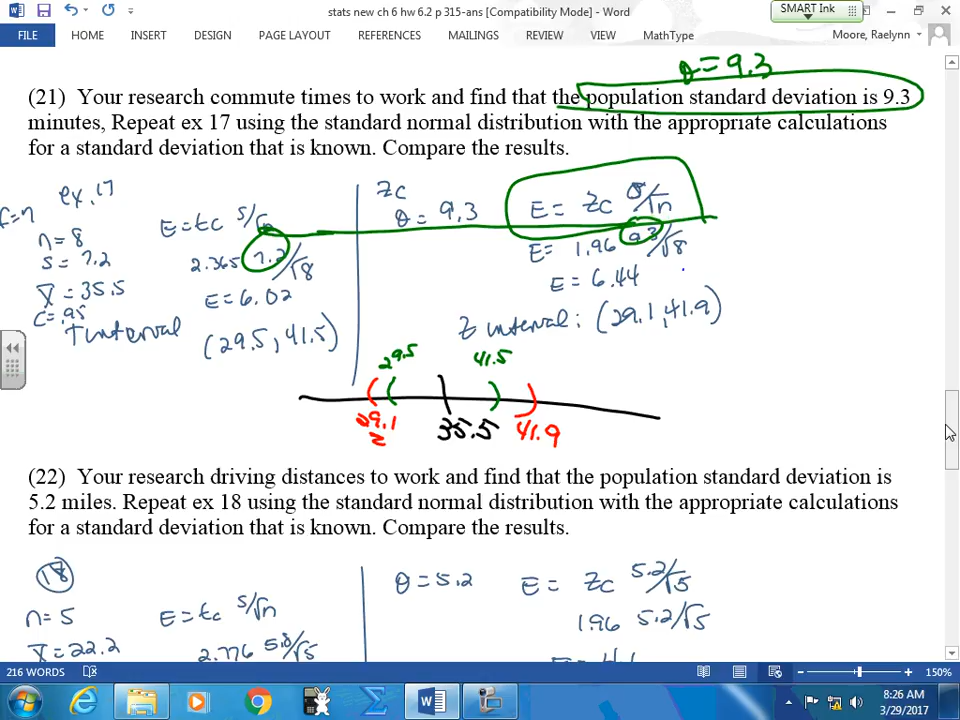 stats new ch 6 hw 6.2 p 315-ans [Compatibility Mode] - Word
SMART Ink
FILE HOME INSERT DESIGN PAGE LAYOUT REFERENCES MAILINGS REVIEW VIEW MathType
Moore, Raelynn
θ = 9.3
(21) Your research commute times to work and find that the population standard deviation is 9.3
minutes, Repeat ex 17 using the standard normal distribution with the appropriate calculations
for a standard deviation that is known. Compare the results.
ex. 17
n = 8
s = 7.2
x̄ = 35.5
c = .95
T interval
E = tc s/√n
2.365 7.2/√8
E = 6.02
(29.5, 41.5)
Zc
θ = 9.3
E = Zc σ/√n
E = 1.96 9.3/√8
E = 6.44
Z interval: (29.1, 41.9)
29.5 41.5
29.1 35.5 41.9
Z
(22) Your research driving distances to work and find that the population standard deviation is
5.2 miles. Repeat ex 18 using the standard normal distribution with the appropriate calculations
for a standard deviation that is known. Compare the results.
18
n = 5
x̄ = 22.2
E = tc s/√n
2.776 5.8/√5
θ = 5.2
E = Zc 5.2/√5
1.96 5.2/√5
216 WORDS
150%
8:26 AM
3/29/2017